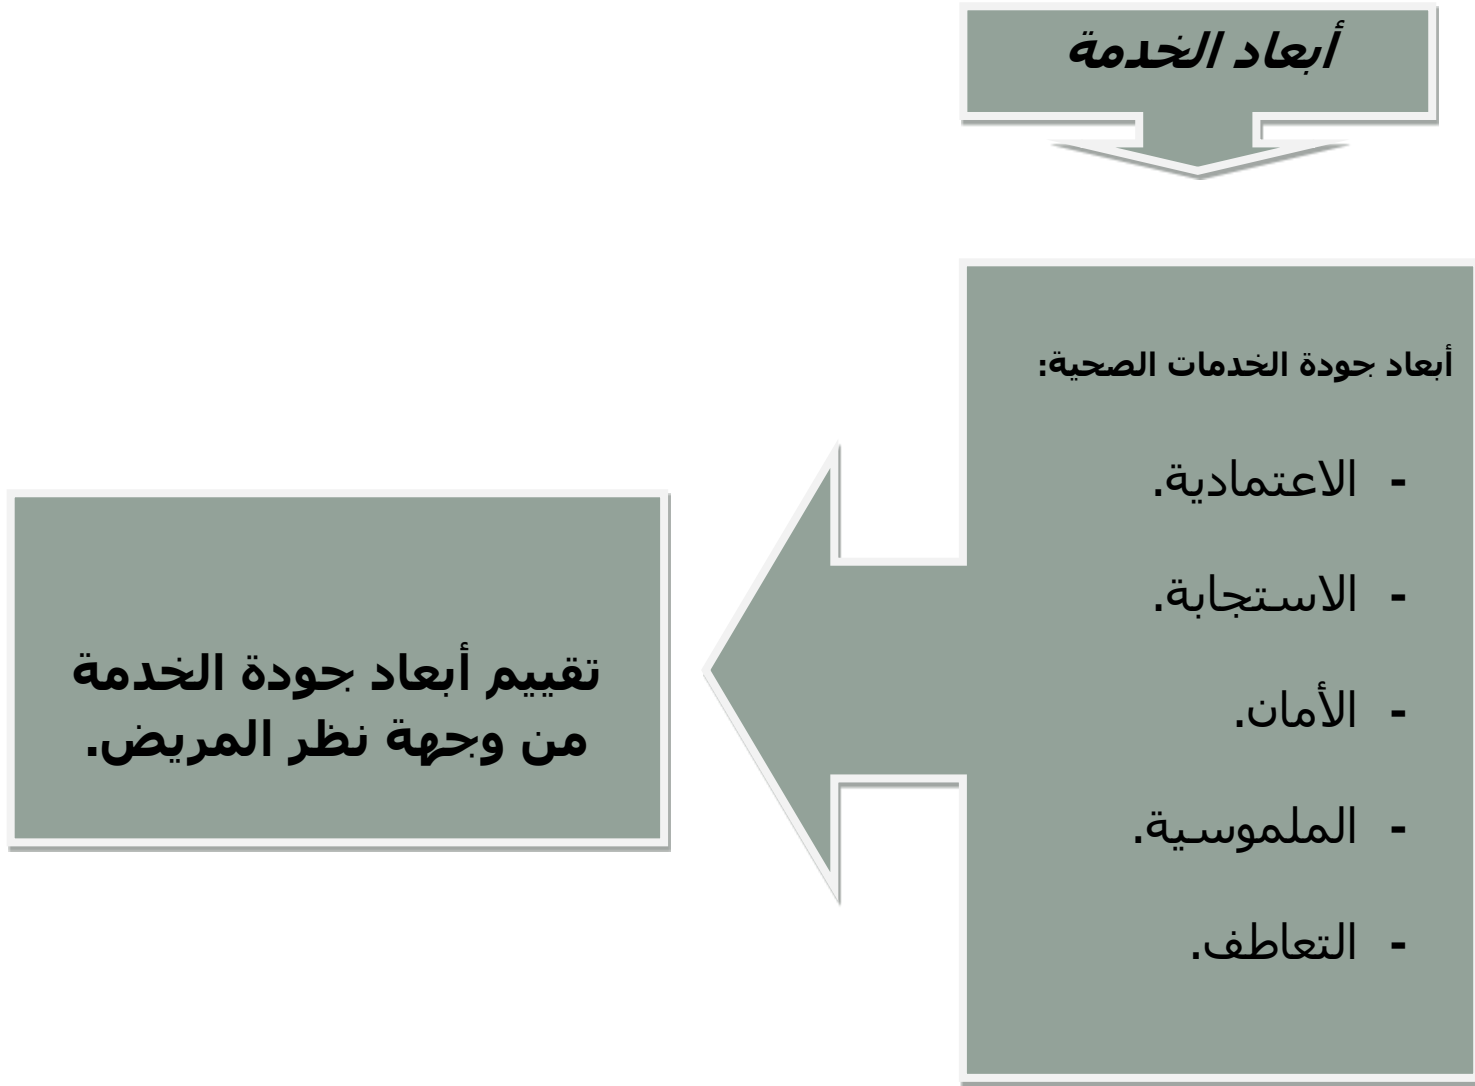 أبعاد الخدمة
أبعاد جودة الخدمات الصحية:
- الاعتمادية.
- الاستجابة.
- الأمان.
- الملموسية.
- التعاطف.
تقييم أبعاد جودة الخدمة
من وجهة نظر المريض.